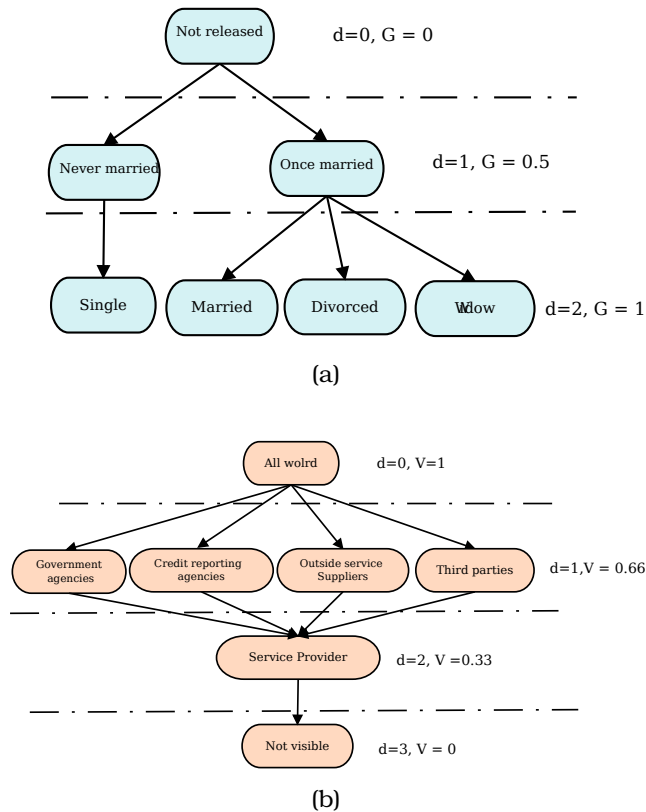 Not released
d=0, G = 0
Never married
Once married
d=1, G = 0.5
Single
Married
Divorced
Widow
d=2, G = 1
(a)
All wolrd
d=0, V=1
Government
agencies
Credit reporting
agencies
Outside service
Suppliers
Third parties
d=1,V = 0.66
Service Provider
d=2, V =0.33
Not visible
d=3, V = 0
(b)